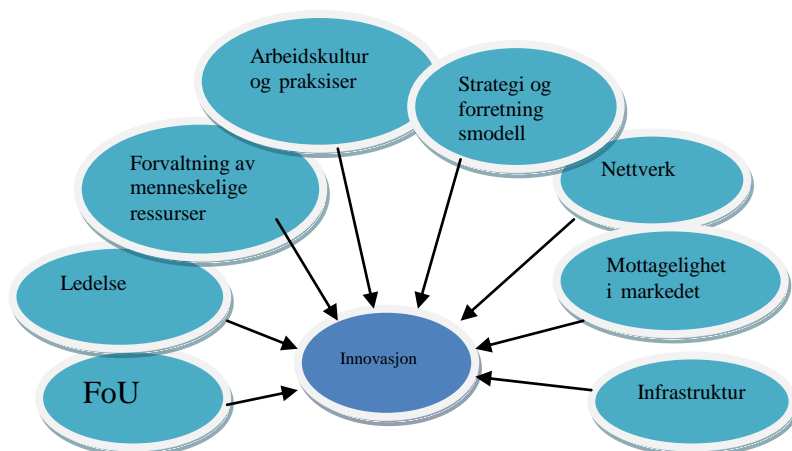 Arbeidskultur
og praksiser
Strategi og
forretning
smodell
Forvaltning av
menneskelige
ressurser
Nettverk
Ledelse
Mottagelighet
i markedet
Innovasjon
FoU
Infrastruktur